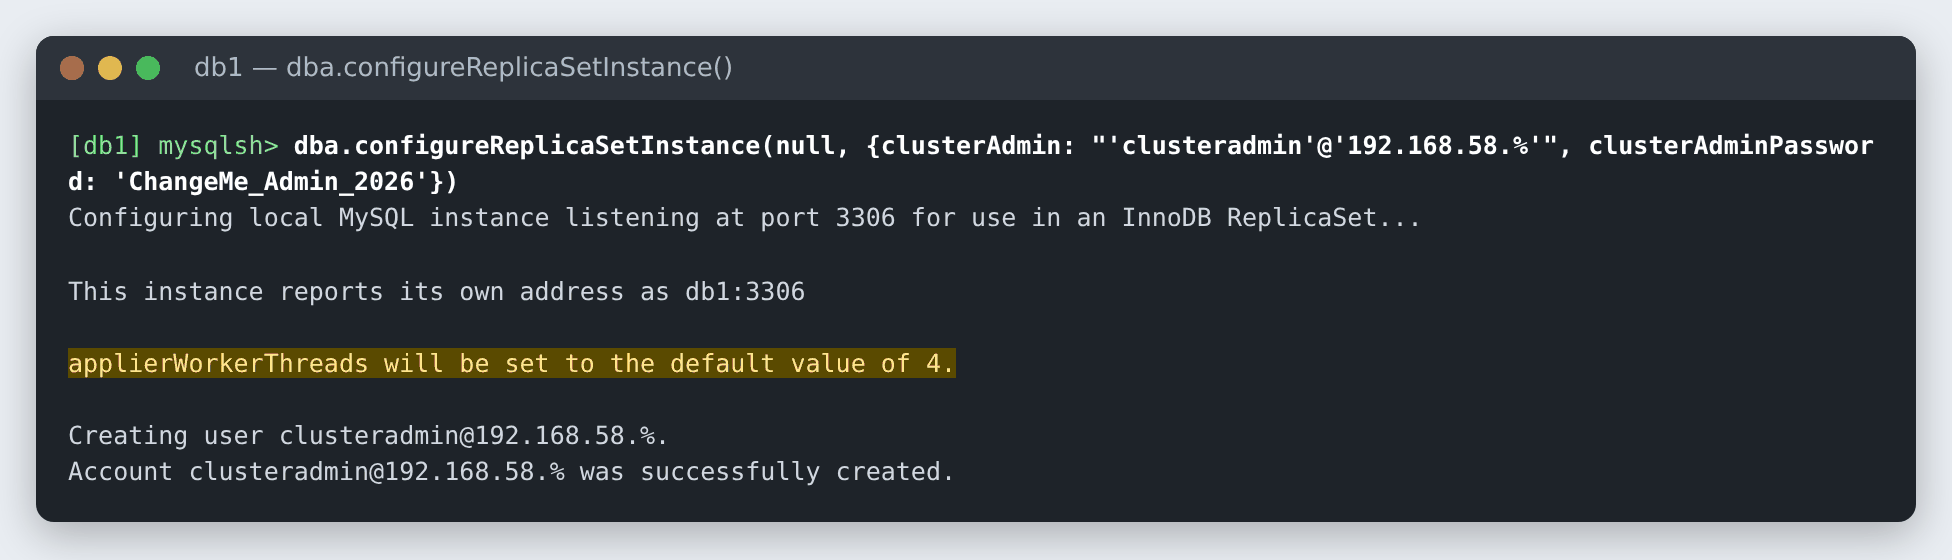 db1 — dba.configureReplicaSetInstance()
[db1] mysqlsh> dba.configureReplicaSetInstance(null, {clusterAdmin: "'clusteradmin'@'192.168.58.%'", clusterAdminPasswor
d: 'ChangeMe_Admin_2026'})
Configuring local MySQL instance listening at port 3306 for use in an InnoDB ReplicaSet...
This instance reports its own address as db1:3306
applierWorkerThreads will be set to the default value of 4.
Creating user clusteradmin@192.168.58.%.
Account clusteradmin@192.168.58.% was successfully created.